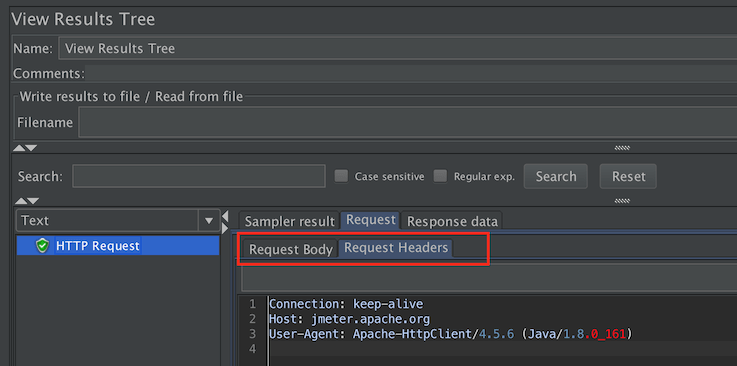 View Results Tree
Name: View Results Tree
Comments:
Write results to file / Read from file
Filename
Search: Case sensitive Regular exp. Search Reset
Text
Sampler result Request Response data
HTTP Request
Request Body Request Headers
1 Connection: keep-alive
2 Host: jmeter.apache.org
3 User-Agent: Apache-HttpClient/4.5.6 (Java/1.8.0_161)
4